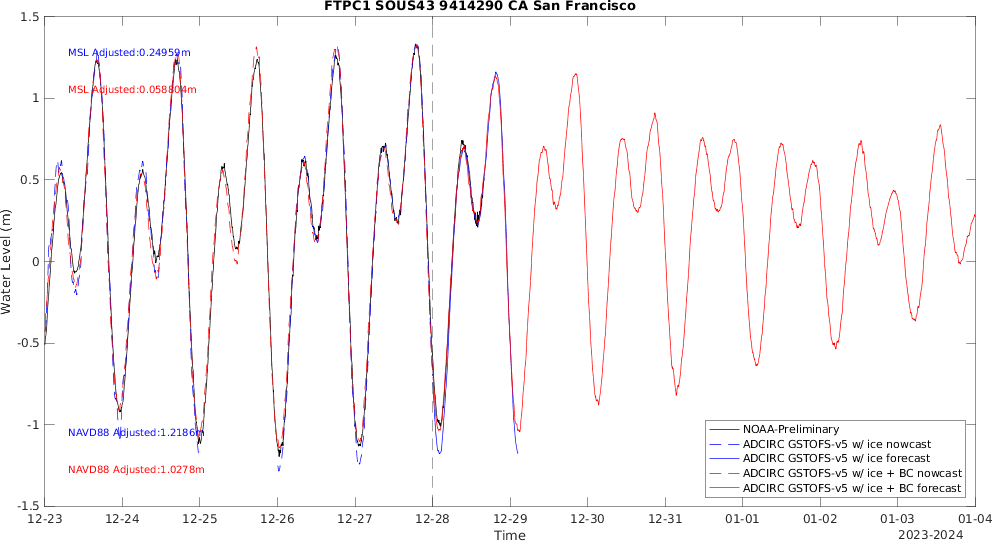 FTPC1 SOUS43 9414290 CA San Francisco
1.5
1
0.5
0
-0.5
-1
-1.5
Water Level (m)
MSL Adjusted:0.24959m
MSL Adjusted:0.058804m
NAVD88 Adjusted:1.2186m
NAVD88 Adjusted:1.0278m
NOAA-Preliminary
ADCIRC GSTOFS-v5 w/ ice nowcast
ADCIRC GSTOFS-v5 w/ ice forecast
ADCIRC GSTOFS-v5 w/ ice + BC nowcast
ADCIRC GSTOFS-v5 w/ ice + BC forecast
12-23 12-24 12-25 12-26 12-27 12-28 12-29 12-30 12-31 01-01 01-02 01-03 01-04
Time
2023-2024